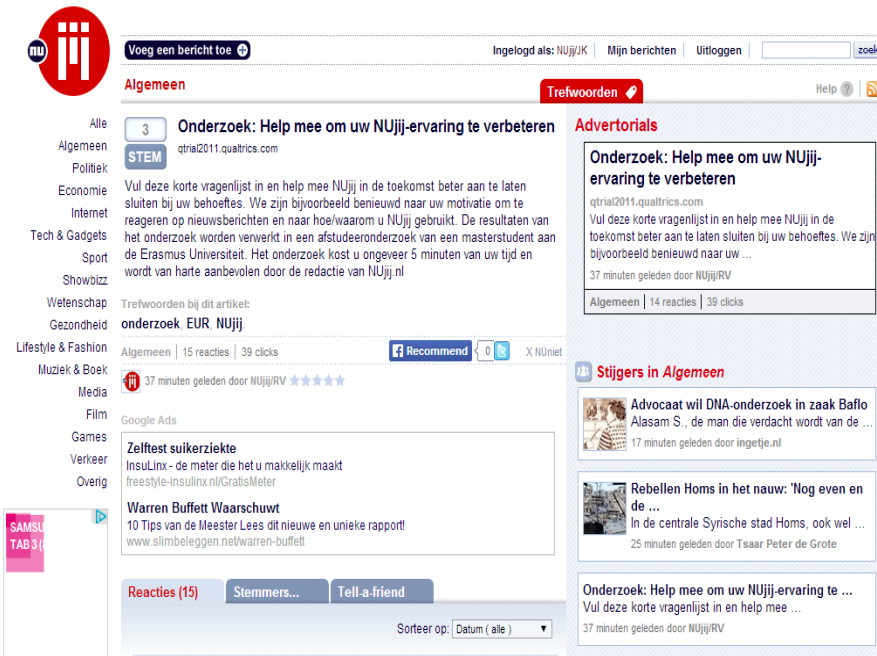 nu
jij
Voeg een bericht toe
Ingelogd als: NUjij/JK
Mijn berichten
Uitloggen
zoek
Algemeen
Trefwoorden
Help ?
Alle
Algemeen
Politiek
Economie
Internet
Tech & Gadgets
Sport
Showbizz
Wetenschap
Gezondheid
Lifestyle & Fashion
Muziek & Boek
Media
Film
Games
Verkeer
Overig
SAMSU
TAB 3 (
3
STEM
Onderzoek: Help mee om uw NUjij-ervaring te verbeteren
qtrial2011.qualtrics.com
Vul deze korte vragenlijst in en help mee NUjij in de toekomst beter aan te laten
sluiten bij uw behoeftes. We zijn bijvoorbeeld benieuwd naar uw motivatie om te
reageren op nieuwsberichten en naar hoe/waarom u NUjij gebruikt. De resultaten van
het onderzoek worden verwerkt in een afstudeeronderzoek van een masterstudent aan
de Erasmus Universiteit. Het onderzoek kost u ongeveer 5 minuten van uw tijd en
wordt van harte aanbevolen door de redactie van NUjij.nl
Trefwoorden bij dit artikel:
onderzoek, EUR, NUjij.
Algemeen | 15 reacties | 39 clicks
Recommend
0
X NUniet
37 minuten geleden door NUjij/RV
Google Ads
Zelftest suikerziekte
InsuLinx - de meter die het u makkelijk maakt
freestyle-insulinx.nl/GratisMeter
Warren Buffett Waarschuwt
10 Tips van de Meester Lees dit nieuwe en unieke rapport!
www.slimbeleggen.net/warren-buffett
Reacties (15)
Stemmers...
Tell-a-friend
Sorteer op: Datum ( alle )
Advertorials
Onderzoek: Help mee om uw NUjij-
ervaring te verbeteren
qtrial2011.qualtrics.com
Vul deze korte vragenlijst in en help mee NUjij in de
toekomst beter aan te laten sluiten bij uw behoeftes. We zijn
bijvoorbeeld benieuwd naar uw ...
37 minuten geleden door NUjij/RV
Algemeen | 14 reacties | 39 clicks
Stijgers in Algemeen
Advocaat wil DNA-onderzoek in zaak Baflo
Alasam S., de man die verdacht wordt van de ...
17 minuten geleden door ingetje.nl
Rebellen Homs in het nauw: 'Nog even en
de ...
In de centrale Syrische stad Homs, ook wel ...
25 minuten geleden door Tsaar Peter de Grote
Onderzoek: Help mee om uw NUjij-ervaring te ...
Vul deze korte vragenlijst in en help mee ...
37 minuten geleden door NUjij/RV